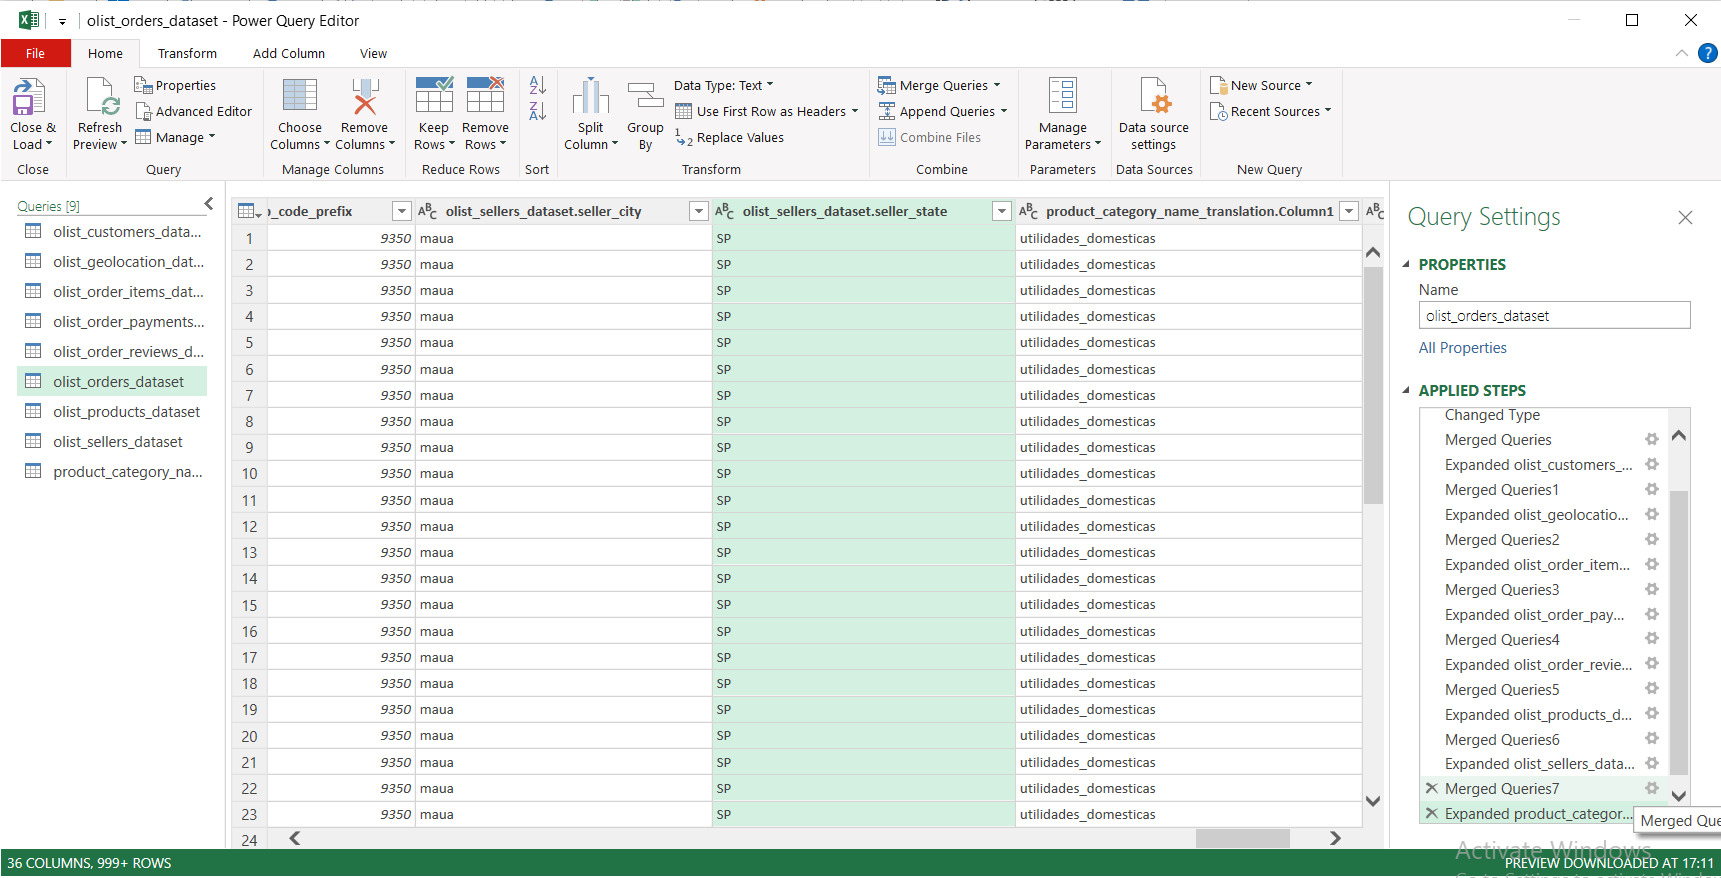 olist_orders_dataset - Power Query Editor
File Home Transform Add Column View
Close & Load
Close
Refresh Preview
Properties
Advanced Editor
Manage
Query
Choose Columns
Remove Columns
Manage Columns
Keep Rows
Remove Rows
Reduce Rows
Sort
Split Column
Group By
Data Type: Text
Use First Row as Headers
Replace Values
Transform
Merge Queries
Append Queries
Combine Files
Combine
Manage Parameters
Parameters
Data source settings
Data Sources
New Source
Recent Sources
New Query
Queries [9]
olist_customers_data...
olist_geolocation_dat...
olist_order_items_dat...
olist_order_payments...
olist_order_reviews_d...
olist_orders_dataset
olist_products_dataset
olist_sellers_dataset
product_category_na...
_code_prefix ABC olist_sellers_dataset.seller_city ABC olist_sellers_dataset.seller_state ABC product_category_name_translation.Column1 ABC
1 9350 maua SP utilidades_domesticas
2 9350 maua SP utilidades_domesticas
3 9350 maua SP utilidades_domesticas
4 9350 maua SP utilidades_domesticas
5 9350 maua SP utilidades_domesticas
6 9350 maua SP utilidades_domesticas
7 9350 maua SP utilidades_domesticas
8 9350 maua SP utilidades_domesticas
9 9350 maua SP utilidades_domesticas
10 9350 maua SP utilidades_domesticas
11 9350 maua SP utilidades_domesticas
12 9350 maua SP utilidades_domesticas
13 9350 maua SP utilidades_domesticas
14 9350 maua SP utilidades_domesticas
15 9350 maua SP utilidades_domesticas
16 9350 maua SP utilidades_domesticas
17 9350 maua SP utilidades_domesticas
18 9350 maua SP utilidades_domesticas
19 9350 maua SP utilidades_domesticas
20 9350 maua SP utilidades_domesticas
21 9350 maua SP utilidades_domesticas
22 9350 maua SP utilidades_domesticas
23 9350 maua SP utilidades_domesticas
24
Query Settings
PROPERTIES
Name
olist_orders_dataset
All Properties
APPLIED STEPS
Changed Type
Merged Queries
Expanded olist_customers_...
Merged Queries1
Expanded olist_geolocatio...
Merged Queries2
Expanded olist_order_item...
Merged Queries3
Expanded olist_order_pay...
Merged Queries4
Expanded olist_order_revie...
Merged Queries5
Expanded olist_products_d...
Merged Queries6
Expanded olist_sellers_data...
Merged Queries7
Expanded product_categor...
Merged Que
Activate Windows
36 COLUMNS, 999+ ROWS
PREVIEW DOWNLOADED AT 17:11